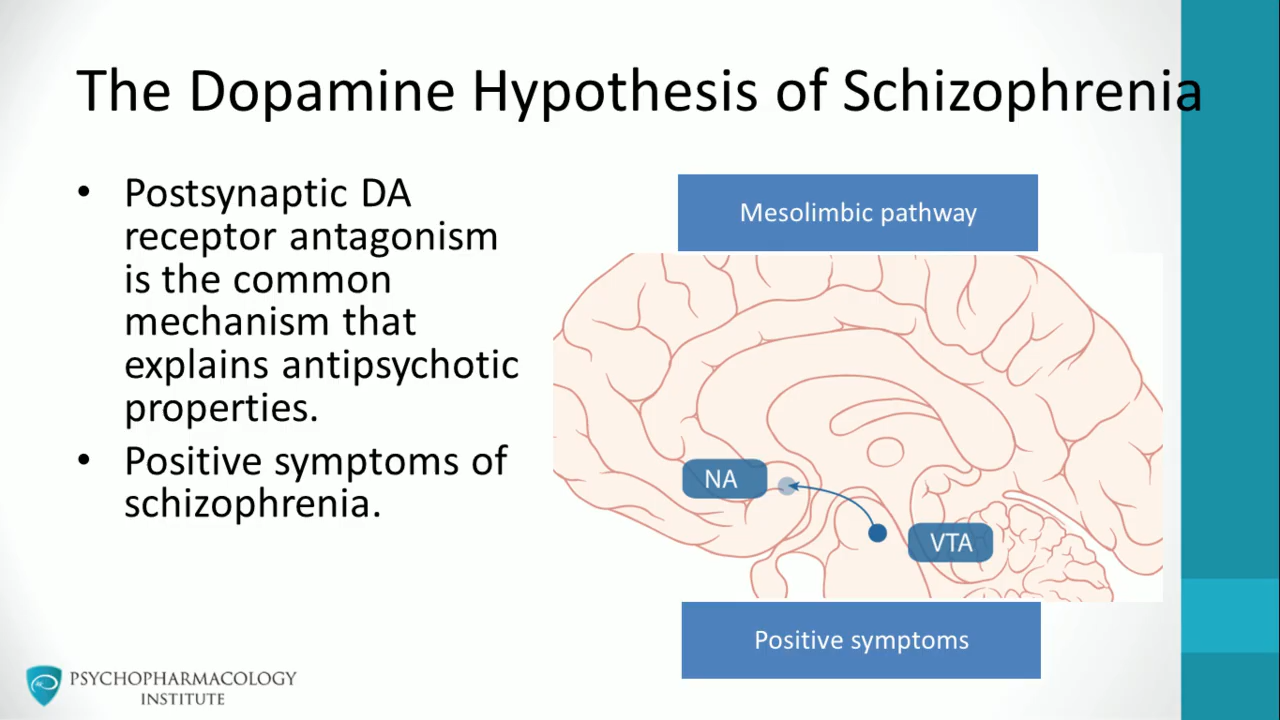 The Dopamine Hypothesis of Schizophrenia
• Postsynaptic DA
receptor antagonism
is the common
mechanism that
explains antipsychotic
properties.
• Positive symptoms of
schizophrenia.
Mesolimbic pathway
NA
VTA
Positive symptoms
PSYCHOPHARMACOLOGY
INSTITUTE